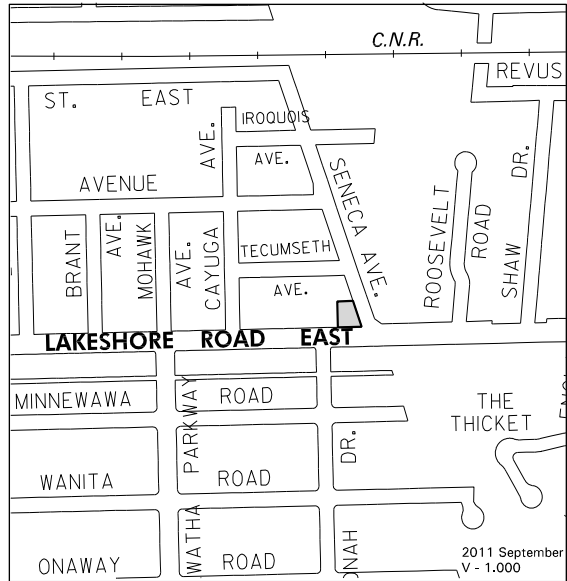 C.N.R.
REVUS
ST. EAST
IROQUOIS
AVE.
AVE.
AVENUE
SENECA AVE.
DR.
ROOSEVELT
ROAD
SHAW
BRANT
AVE.
MOHAWK
AVE.
CAYUGA
TECUMSETH
AVE.
LAKESHORE ROAD EAST
MINNEWAWA ROAD
PARKWAY
THE
THICKET
DR.
WANITA ROAD
WATHA
ONAWAY ROAD
NAH
2011 September
V - 1.000